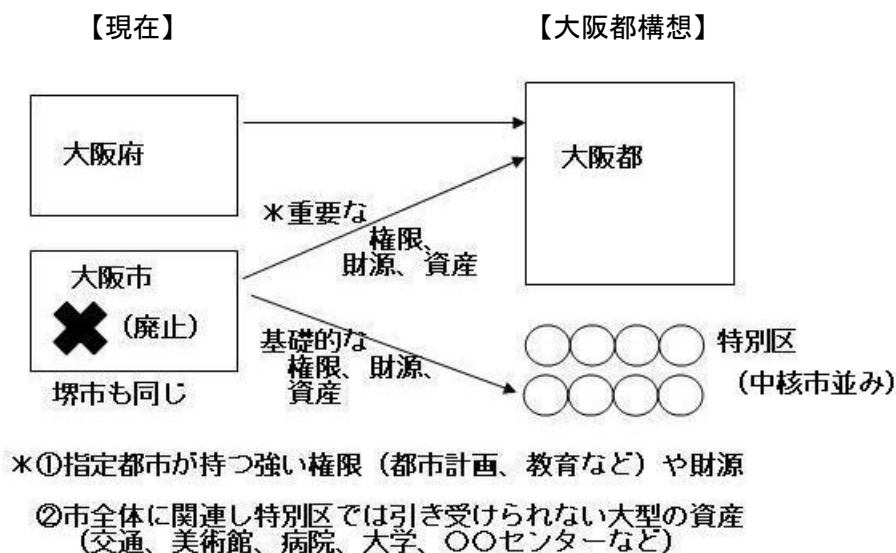 【現在】
【大阪都構想】
大阪府
大阪都
＊重要な
権限、
財源、資産
大阪市
(廃止)
堺市も同じ
基礎的な
権限、財源、
資産
特別区
(中核市並み)
＊①指定都市が持つ強い権限（都市計画、教育など）や財源
②市全体に関連し特別区では引き受けられない大型の資産
（交通、美術館、病院、大学、〇〇センターなど）